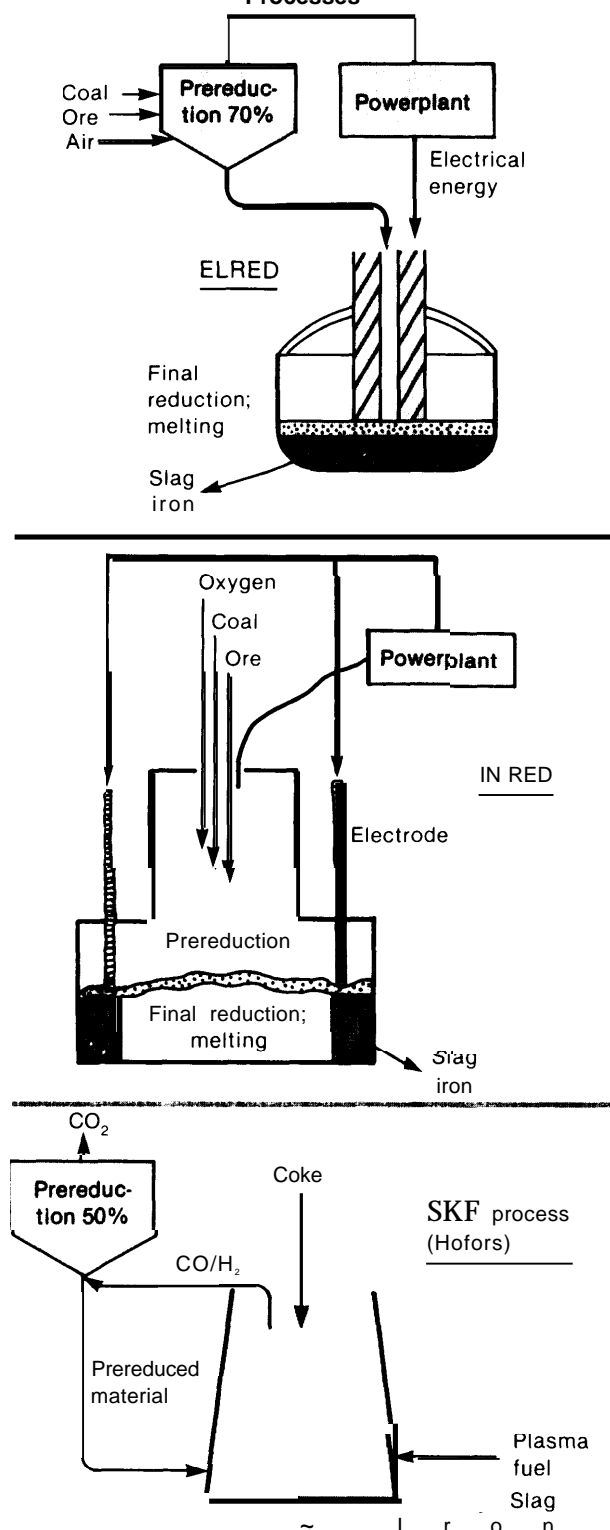 Processes
Coal
Ore
Air
Prereduc-
tion 70%
Powerplant
Electrical
energy
ELRED
Final
reduction;
melting
Slag
iron
Oxygen
Coal
Ore
Powerplant
IN RED
Electrode
Prereduction
Final reduction;
melting
Slag
iron
CO₂
Prereduc-
tion 50%
Coke
SKF process
(Hofors)
CO/H₂
Prereduced
material
Plasma
fuel
Slag
~ I r o n